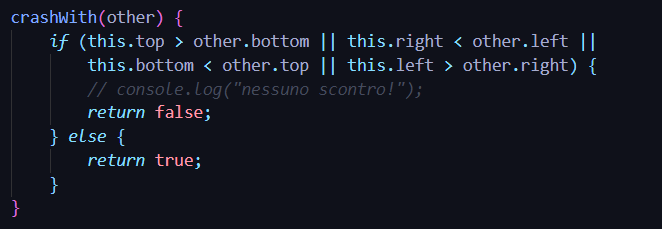 crashWith(other) {
if (this.top > other.bottom || this.right < other.left ||
this.bottom < other.top || this.left > other.right) {
// console.log("nessuno scontro!");
return false;
} else {
return true;
}
}